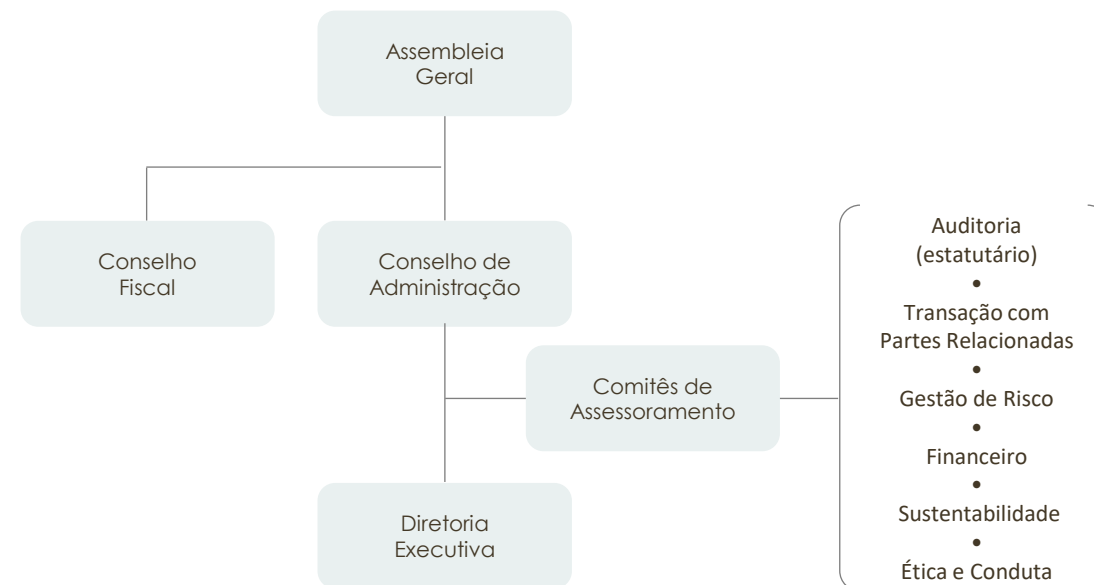 Assembleia
Geral
Conselho
Fiscal
Conselho de
Administração
Comitês de
Assessoramento
Diretoria
Executiva
Auditoria
(estatutário)
•
Transação com
Partes Relacionadas
•
Gestão de Risco
•
Financeiro
•
Sustentabilidade
•
Ética e Conduta